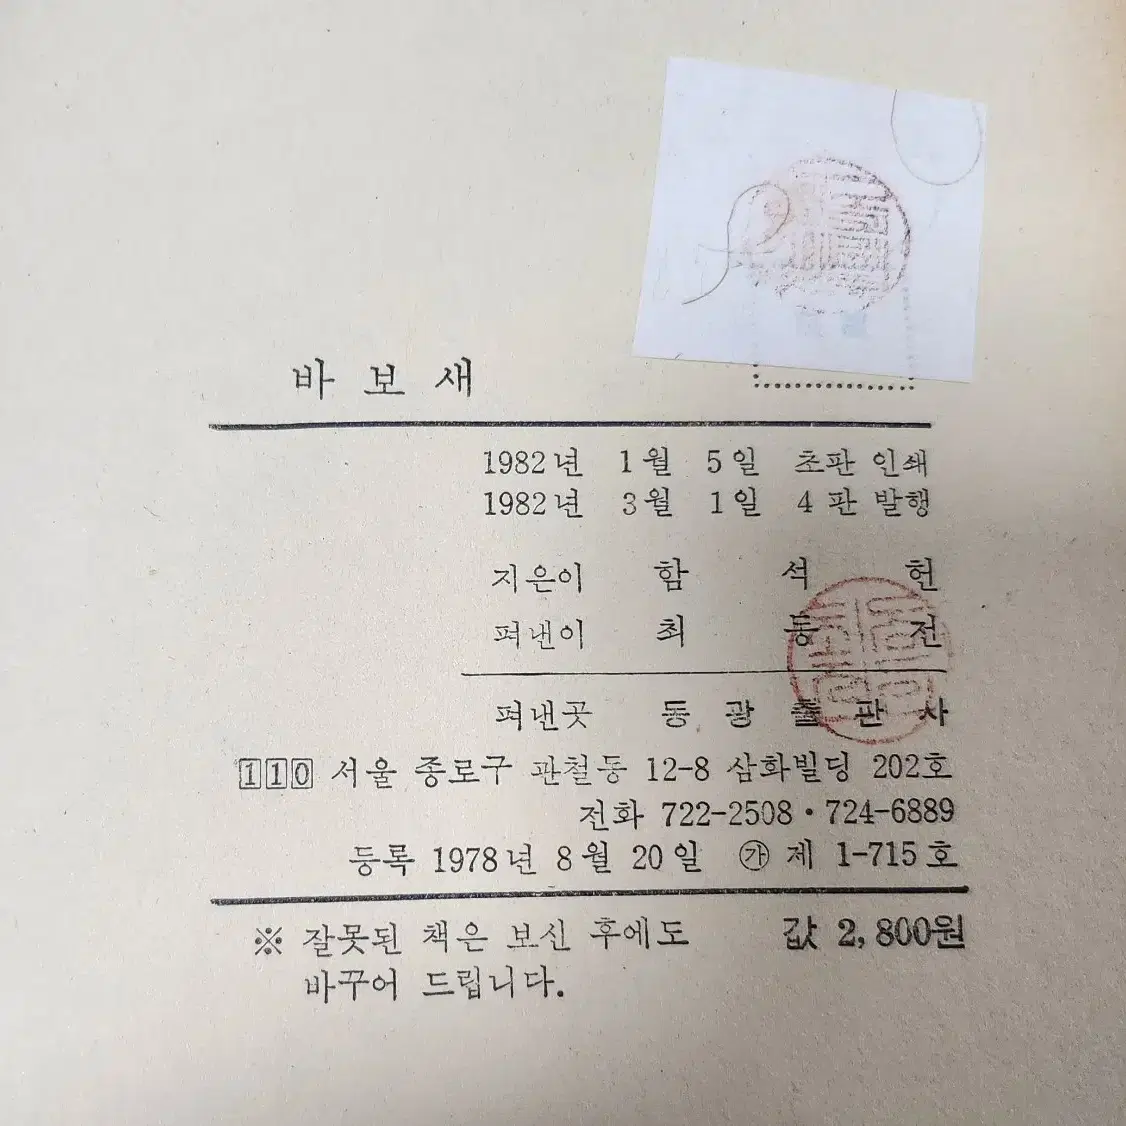 바보새
1982년 1월 5일 초판 인쇄
1982년 3월 1일 4판 발행
지은이 함석헌
펴낸이 최동전
펴낸곳 동광출판사
110 서울 종로구 관철동 12-8 삼화빌딩 202호
전화 722-2508·724-6889
등록 1978년 8월 20일 ㉮ 제 1-715호
※ 잘못된 책은 보신 후에도 값 2,800원
바꾸어 드립니다.